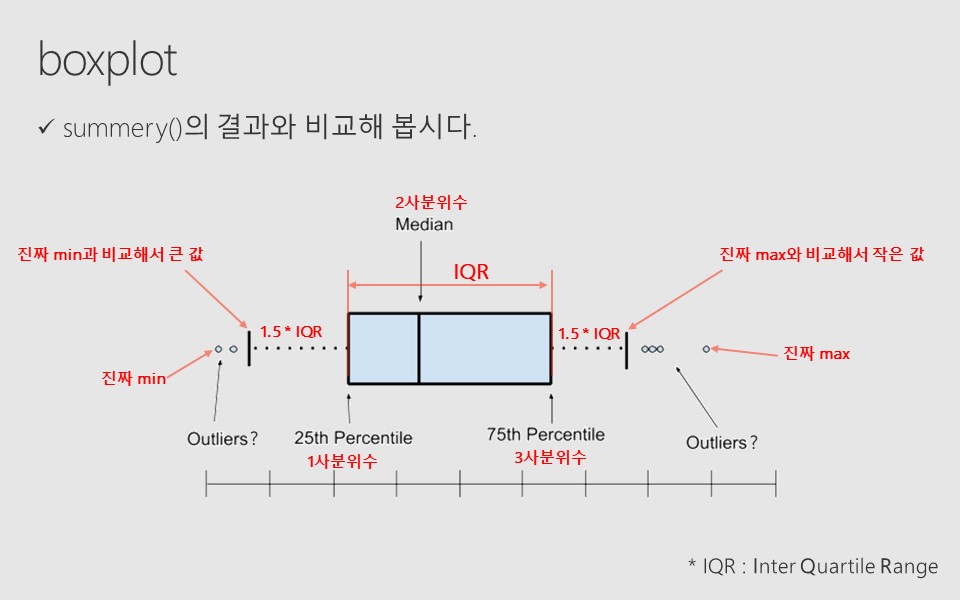 boxplot
✓ summery()의 결과와 비교해 봅시다.
2사분위수
Median
진짜 min과 비교해서 큰 값
진짜 max와 비교해서 작은 값
IQR
1.5 * IQR
1.5 * IQR
진짜 min
진짜 max
Outliers?
25th Percentile
1사분위수
75th Percentile
3사분위수
Outliers?
* IQR : Inter Quartile Range